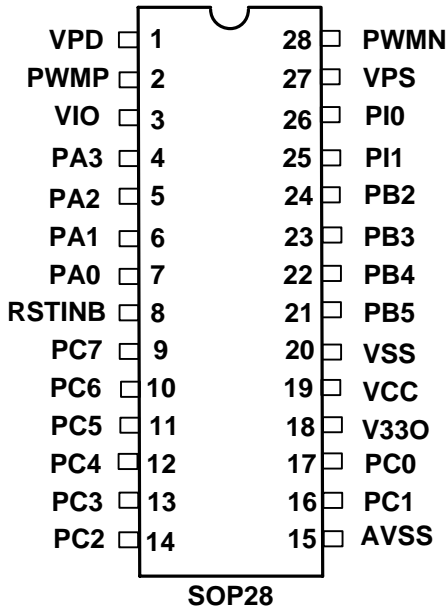 VPD 1 28 PWMN
PWMP 2 27 VPS
VIO 3 26 PI0
PA3 4 25 PI1
PA2 5 24 PB2
PA1 6 23 PB3
PA0 7 22 PB4
RSTINB 8 21 PB5
PC7 9 20 VSS
PC6 10 19 VCC
PC5 11 18 V33O
PC4 12 17 PC0
PC3 13 16 PC1
PC2 14 15 AVSS
SOP28